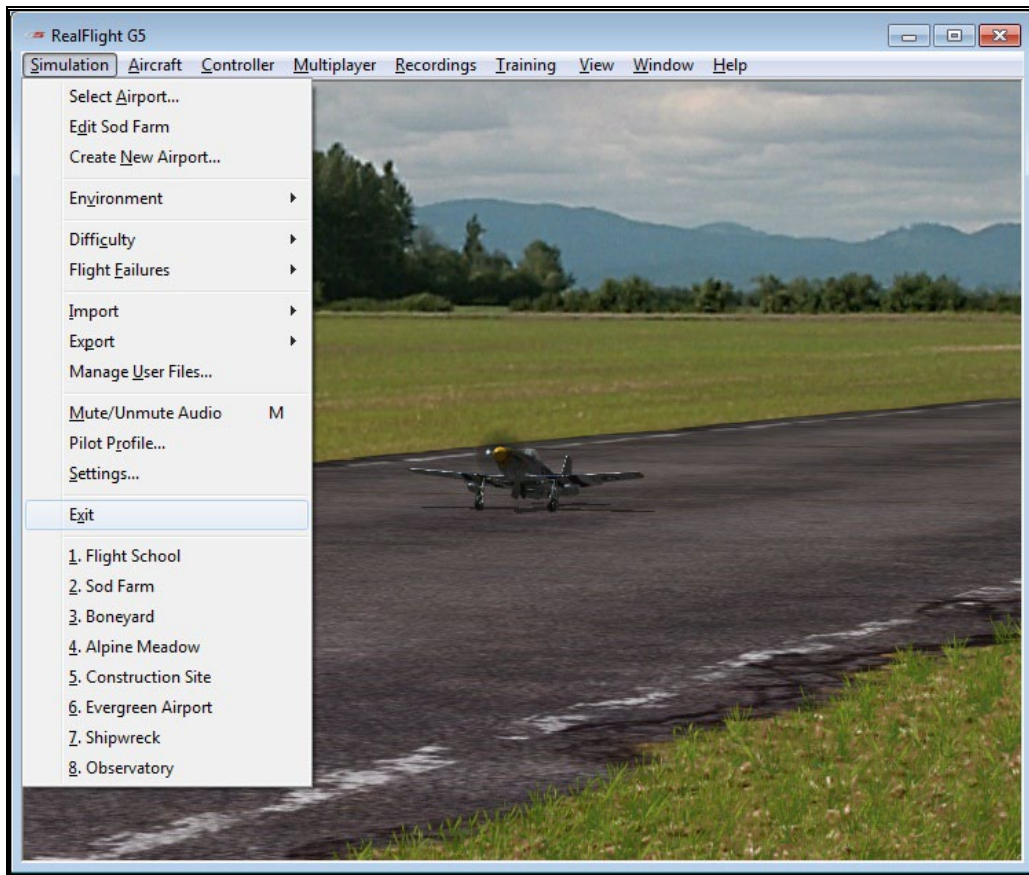 RealFlight G5
Simulation Aircraft Controller Multiplayer Recordings Training View Window Help
Select Airport...
Edit Sod Farm
Create New Airport...
Environment
Difficulty
Flight Failures
Import
Export
Manage User Files...
Mute/Unmute Audio M
Pilot Profile...
Settings...
Exit
1. Flight School
2. Sod Farm
3. Boneyard
4. Alpine Meadow
5. Construction Site
6. Evergreen Airport
7. Shipwreck
8. Observatory